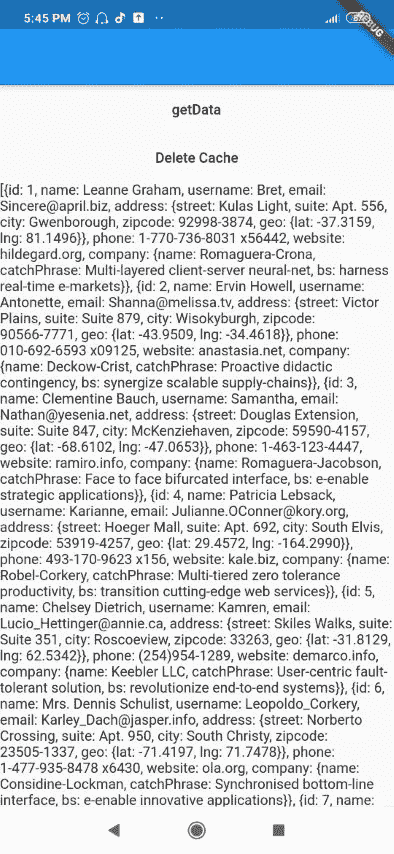 5:45 PM
DEBUG
getData
Delete Cache
[{id: 1, name: Leanne Graham, username: Bret, email:
Sincere@april.biz, address: {street: Kulas Light, suite: Apt. 556,
city: Gwenborough, zipcode: 92998-3874, geo: {lat: -37.3159,
lng: 81.1496}}, phone: 1-770-736-8031 x56442, website:
hildegard.org, company: {name: Romaguera-Crona,
catchPhrase: Multi-layered client-server neural-net, bs: harness
real-time e-markets}}, {id: 2, name: Ervin Howell, username:
Antonette, email: Shanna@melissa.tv, address: {street: Victor
Plains, suite: Suite 879, city: Wisokyburgh, zipcode:
90566-7771, geo: {lat: -43.9509, lng: -34.4618}}, phone:
010-692-6593 x09125, website: anastasia.net, company:
{name: Deckow-Crist, catchPhrase: Proactive didactic
contingency, bs: synergize scalable supply-chains}}, {id: 3,
name: Clementine Bauch, username: Samantha, email:
Nathan@yesenia.net, address: {street: Douglas Extension,
suite: Suite 847, city: McKenziehaven, zipcode: 59590-4157,
geo: {lat: -68.6102, lng: -47.0653}}, phone: 1-463-123-4447,
website: ramiro.info, company: {name: Romaguera-Jacobson,
catchPhrase: Face to face bifurcated interface, bs: e-enable
strategic applications}}, {id: 4, name: Patricia Lebsack,
username: Karianne, email: Julianne.OConner@kory.org,
address: {street: Hoeger Mall, suite: Apt. 692, city: South Elvis,
zipcode: 53919-4257, geo: {lat: 29.4572, lng: -164.2990}},
phone: 493-170-9623 x156, website: kale.biz, company: {name:
Robel-Corkery, catchPhrase: Multi-tiered zero tolerance
productivity, bs: transition cutting-edge web services}}, {id: 5,
name: Chelsey Dietrich, username: Kamren, email:
Lucio_Hettinger@annie.ca, address: {street: Skiles Walks, suite:
Suite 351, city: Roscoeview, zipcode: 33263, geo: {lat: -31.8129,
lng: 62.5342}}, phone: (254)954-1289, website: demarco.info,
company: {name: Keebler LLC, catchPhrase: User-centric fault-
tolerant solution, bs: revolutionize end-to-end systems}}, {id: 6,
name: Mrs. Dennis Schulist, username: Leopoldo_Corkery,
email: Karley_Dach@jasper.info, address: {street: Norberto
Crossing, suite: Apt. 950, city: South Christy, zipcode:
23505-1337, geo: {lat: -71.4197, lng: 71.7478}}, phone:
1-477-935-8478 x6430, website: ola.org, company: {name:
Considine-Lockman, catchPhrase: Synchronised bottom-line
interface, bs: e-enable innovative applications}}, {id: 7, name: